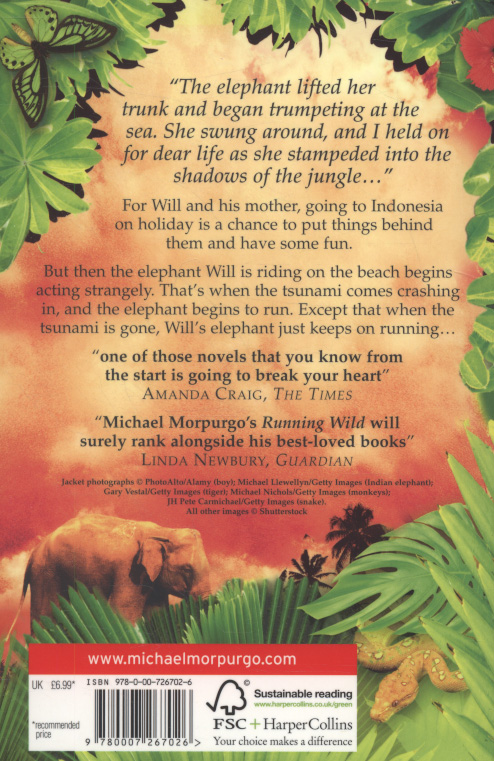 “The elephant lifted her
trunk and began trumpeting at the
sea. She swung around, and I held on
for dear life as she stampeded into the
shadows of the jungle…”
For Will and his mother, going to Indonesia
on holiday is a chance to put things behind
them and have some fun.
But then the elephant Will is riding on the beach begins
acting strangely. That’s when the tsunami comes crashing
in, and the elephant begins to run. Except that when the
tsunami is gone, Will’s elephant just keeps on running…
“one of those novels that you know from
the start is going to break your heart”
AMANDA CRAIG, THE TIMES
“Michael Morpurgo’s Running Wild will
surely rank alongside his best-loved books”
LINDA NEWBURY, GUARDIAN
Jacket photographs © PhotoAlto/Alamy (boy); Michael Llewellyn/Getty Images (Indian elephant);
Gary Vestal/Getty Images (tiger); Michael Nichols/Getty Images (monkeys);
JH Pete Carmichael/Getty Images (snake).
All other images © Shutterstock
www.michaelmorpurgo.com
UK £6.99*
*recommended
price
ISBN 978-0-00-726702-6
9 780007 267026 >
FSC
Sustainable reading
www.harpercollins.co.uk/green
FSC + HarperCollins
Your choice makes a difference